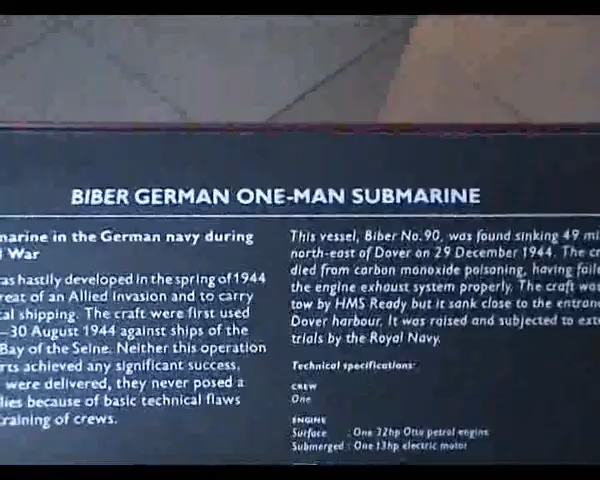 BIBER GERMAN ONE-MAN SUBMARINE
marine in the German navy during
War
as hastily developed in the spring of 1944
reat of an Allied invasion and to carry
cal shipping. The craft were first used
–30 August 1944 against ships of the
Bay of the Seine. Neither this operation
rts achieved any significant success.
were delivered, they never posed a
lies because of basic technical flaws
training of crews.
This vessel, Biber No.90, was found sinking 49 mi
north-east of Dover on 29 December 1944. The cr
died from carbon monoxide poisoning, having faile
the engine exhaust system properly. The craft was
tow by HMS Ready but it sank close to the entran
Dover harbour. It was raised and subjected to exte
trials by the Royal Navy.
Technical specifications:
CREW
One
ENGINE
Surface : One 32hp Otto petrol engine
Submerged : One 13hp electric motor